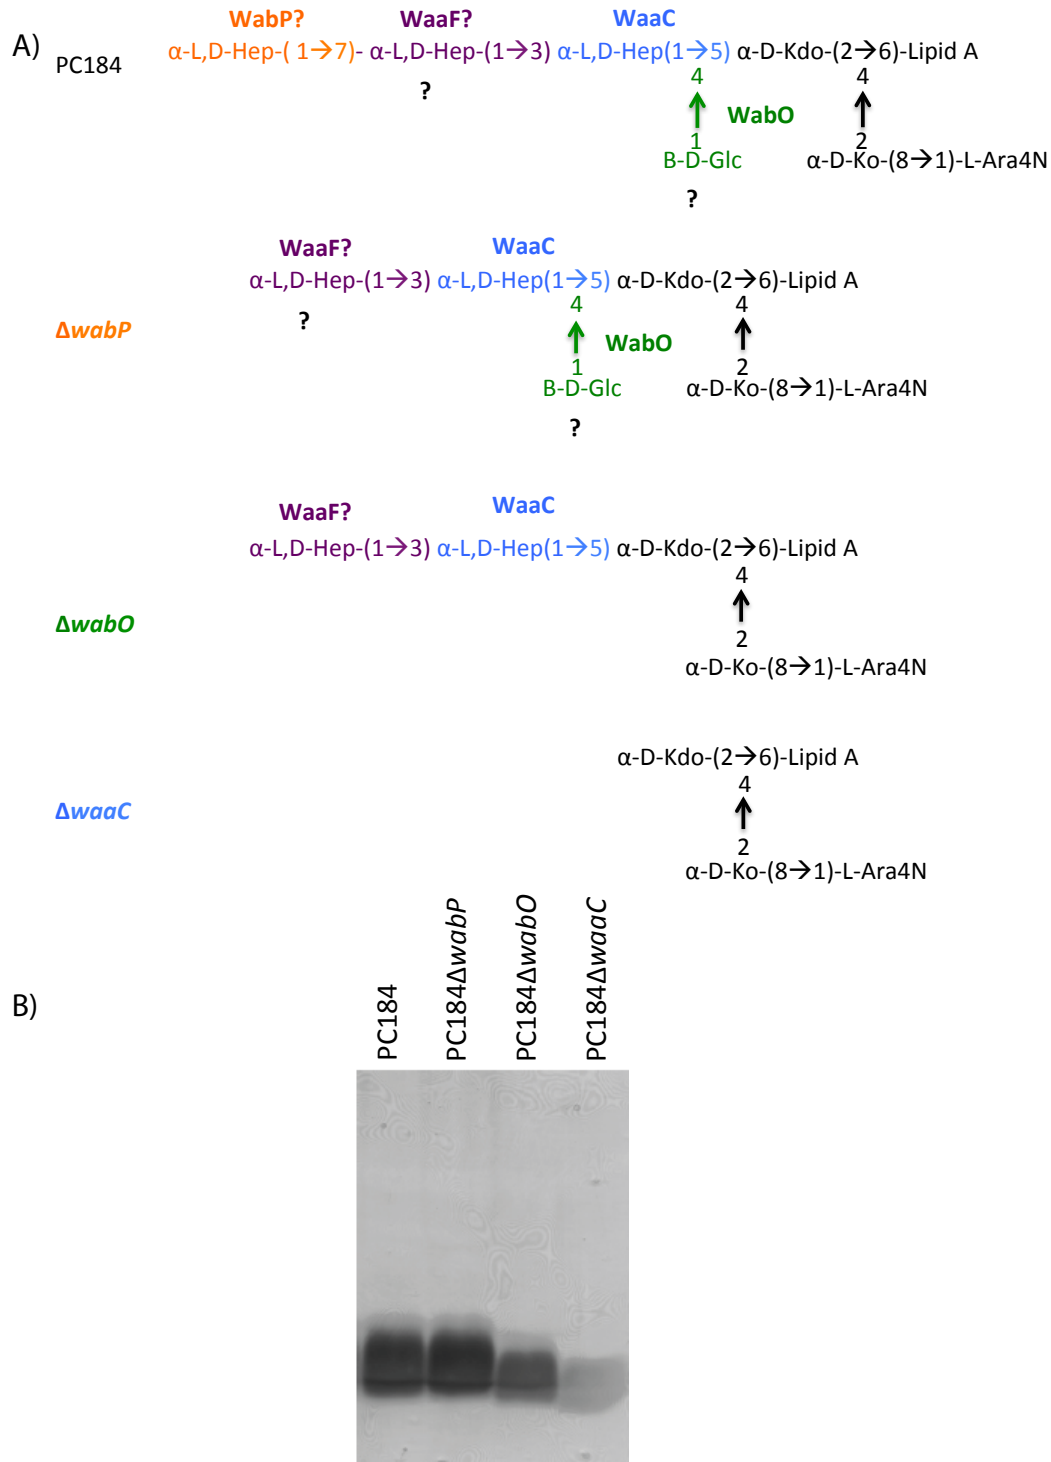 A)
WabP? WaaF? WaaC
PC184 α-L,D-Hep-( 1→7)- α-L,D-Hep-(1→3) α-L,D-Hep(1→5) α-D-Kdo-(2→6)-Lipid A
? 4 4
WabO
1 2
B-D-Glc α-D-Ko-(8→1)-L-Ara4N
?
WaaF? WaaC
α-L,D-Hep-(1→3) α-L,D-Hep(1→5) α-D-Kdo-(2→6)-Lipid A
? 4 4
ΔwabP WabO
1 2
B-D-Glc α-D-Ko-(8→1)-L-Ara4N
?
WaaF? WaaC
α-L,D-Hep-(1→3) α-L,D-Hep(1→5) α-D-Kdo-(2→6)-Lipid A
4
ΔwabO
2
α-D-Ko-(8→1)-L-Ara4N
α-D-Kdo-(2→6)-Lipid A
4
ΔwaaC
2
α-D-Ko-(8→1)-L-Ara4N
B)
PC184
PC184ΔwabP
PC184ΔwabO
PC184ΔwaaC